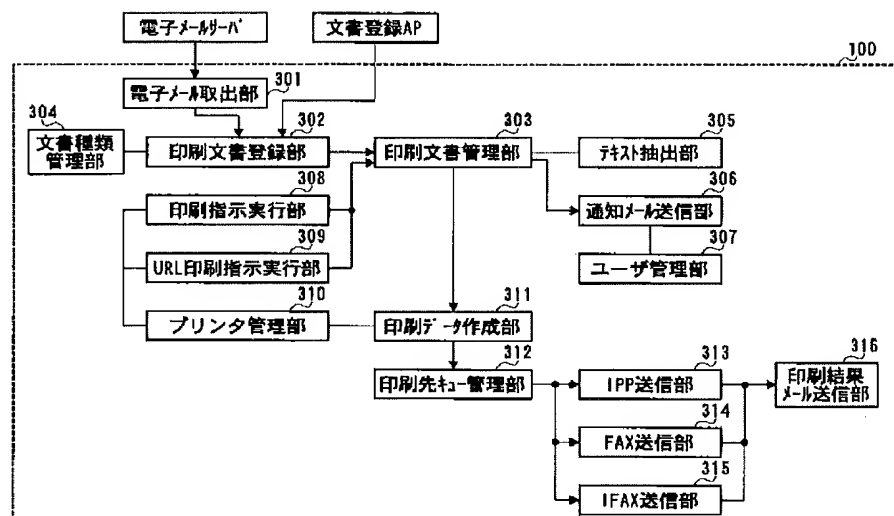 電子ﾒｰﾙｻｰﾊﾞ
文書登録AP
100
301
電子ﾒｰﾙ取出部
304
302
303
305
文書種類
管理部
印刷文書登録部
印刷文書管理部
ﾃｷｽﾄ抽出部
308
306
印刷指示実行部
通知ﾒｰﾙ送信部
309
307
URL印刷指示実行部
ユーザ管理部
310
311
プリンタ管理部
印刷ﾃﾞｰﾀ作成部
312
313
316
印刷先ｷｭｰ管理部
IPP送信部
印刷結果
ﾒｰﾙ送信部
314
FAX送信部
315
IFAX送信部